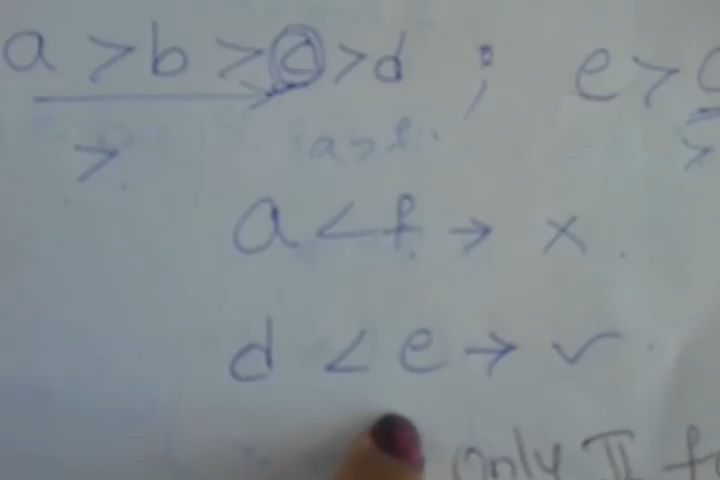 a > b > c > d ; e >
>
a > f
a < f → ×
d < e → ✓
only II